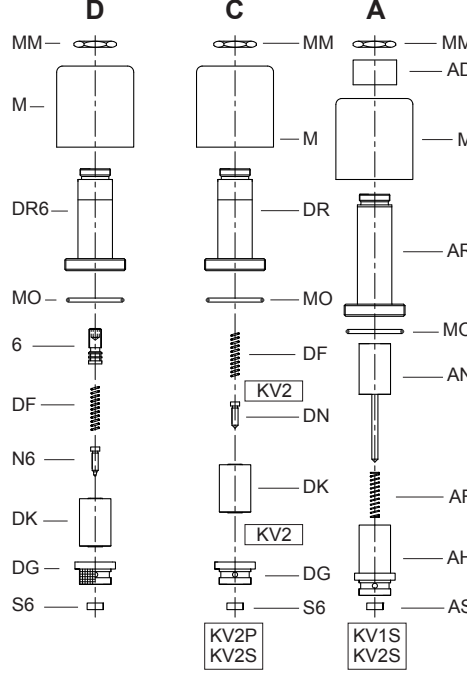 D
MM
M
DR6
MO
6
DF
N6
DK
DG
S6
C
MM
M
DR
MO
DF
KV2
DN
DK
KV2
DG
S6
KV2P
KV2S
A
MM
AD
M
AR
MO
AN
AF
AH
AS
KV1S
KV2S